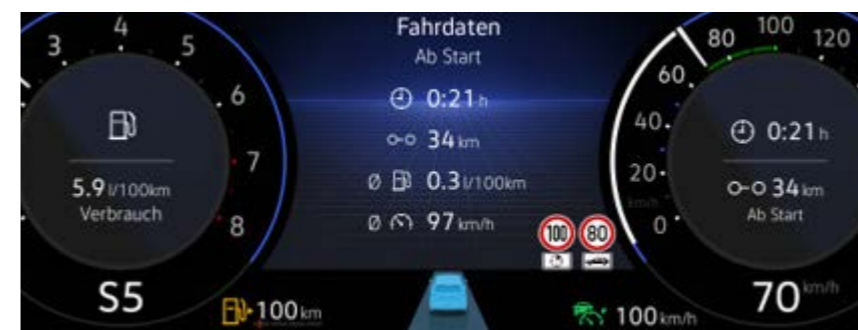 3
4
5
6
7
8
5.9 l/100km
Verbrauch
S5
100 km
Fahrdaten
Ab Start
0:21 h
34 km
Ø 0.3 l/100km
Ø 97 km/h
100
80
100 km/h
0
20
40
60
80
100
120
km/h
0:21 h
34 km
Ab Start
70 km/h